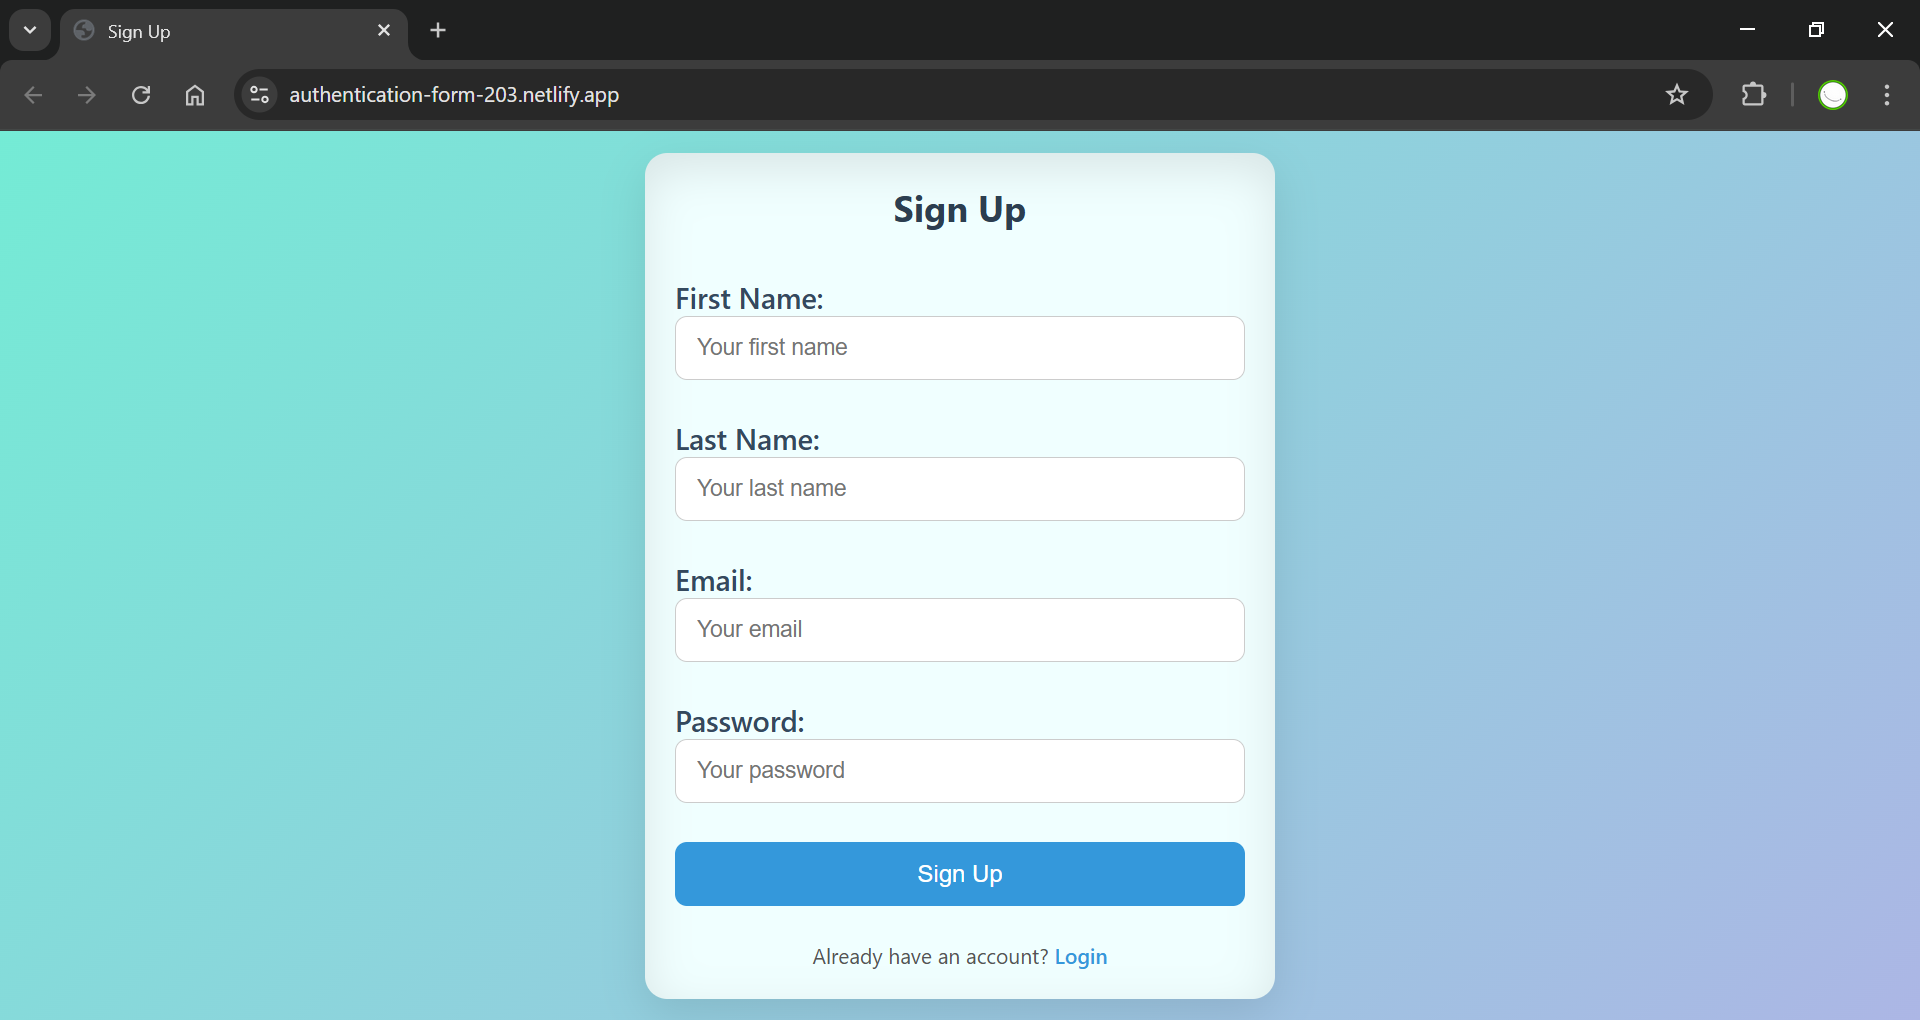 Sign Up
authentication-form-203.netlify.app
Sign Up
First Name:
Your first name
Last Name:
Your last name
Email:
Your email
Password:
Your password
Sign Up
Already have an account? Login